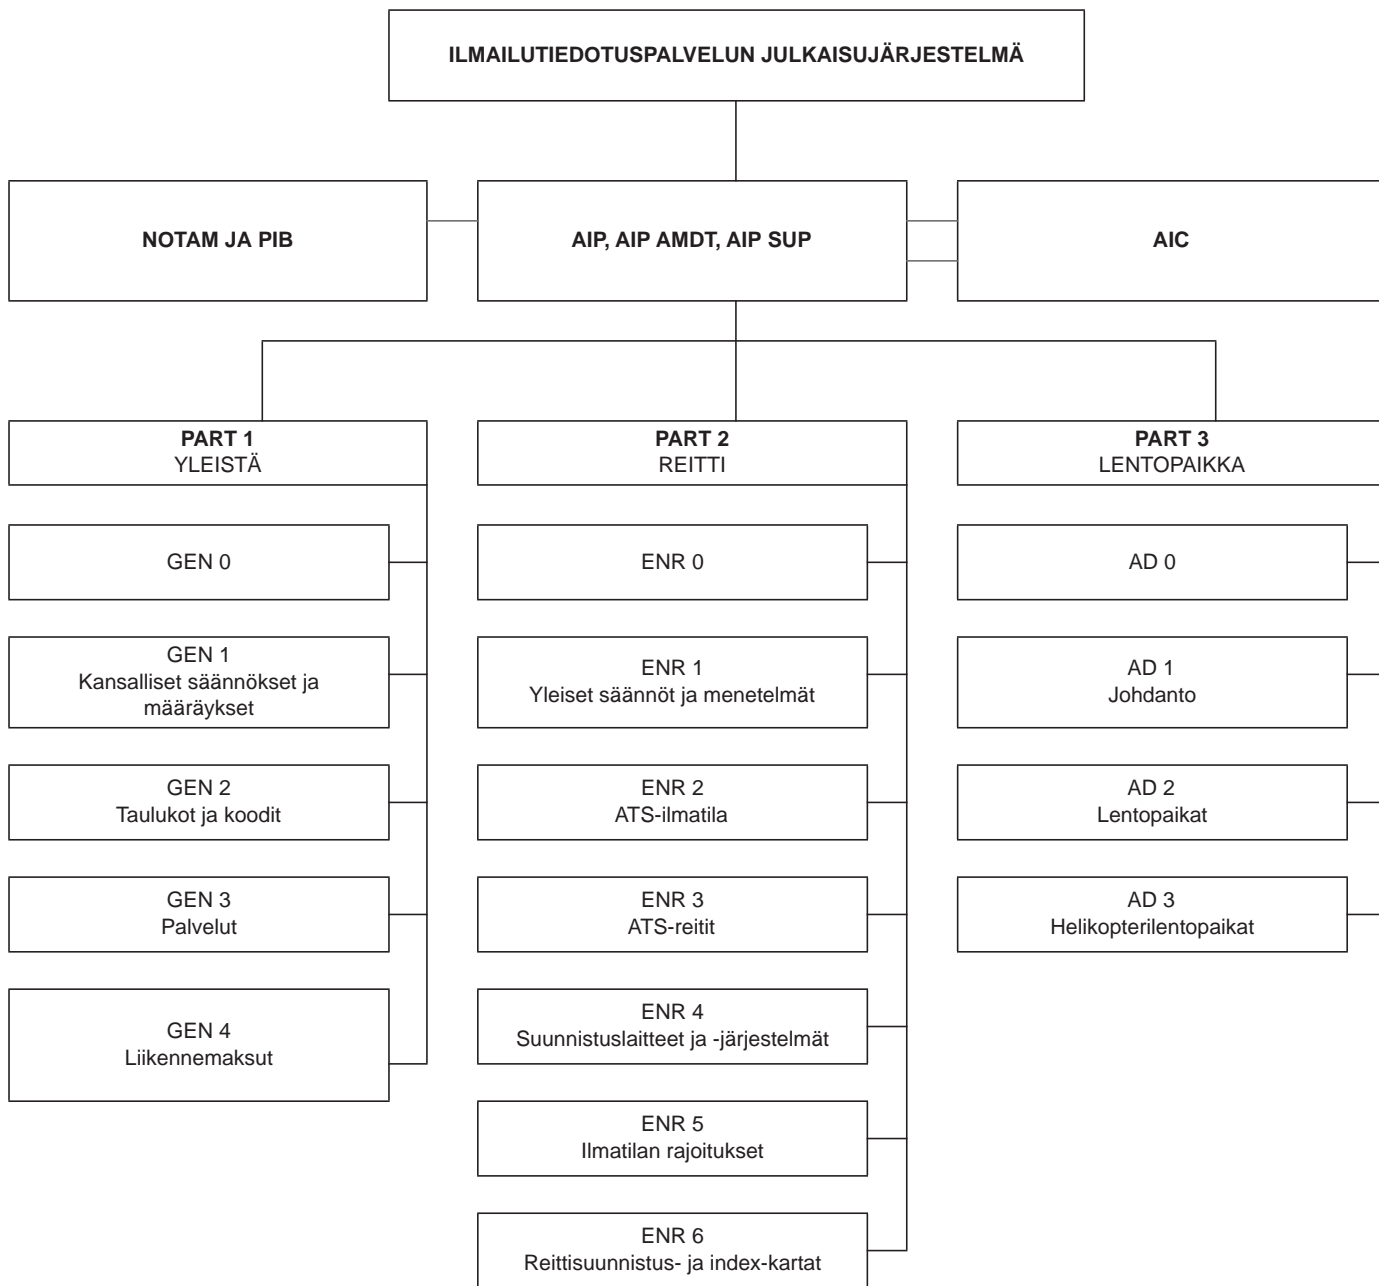 ILMAILUTIEDOTUSPALVELUN JULKAISUJÄRJESTELMÄ
NOTAM JA PIB
AIP, AIP AMDT, AIP SUP
AIC
PART 1
YLEISTÄ
GEN 0
GEN 1
Kansalliset säännökset ja
määräykset
GEN 2
Taulukot ja koodit
GEN 3
Palvelut
GEN 4
Liikennemaksut
PART 2
REITTI
ENR 0
ENR 1
Yleiset säännöt ja menetelmät
ENR 2
ATS-ilmatila
ENR 3
ATS-reitit
ENR 4
Suunnistuslaitteet ja -järjestelmät
ENR 5
Ilmatilan rajoitukset
ENR 6
Reittisuunnistus- ja index-kartat
PART 3
LENTOPAIKKA
AD 0
AD 1
Johdanto
AD 2
Lentopaikat
AD 3
Helikopterilentopaikat